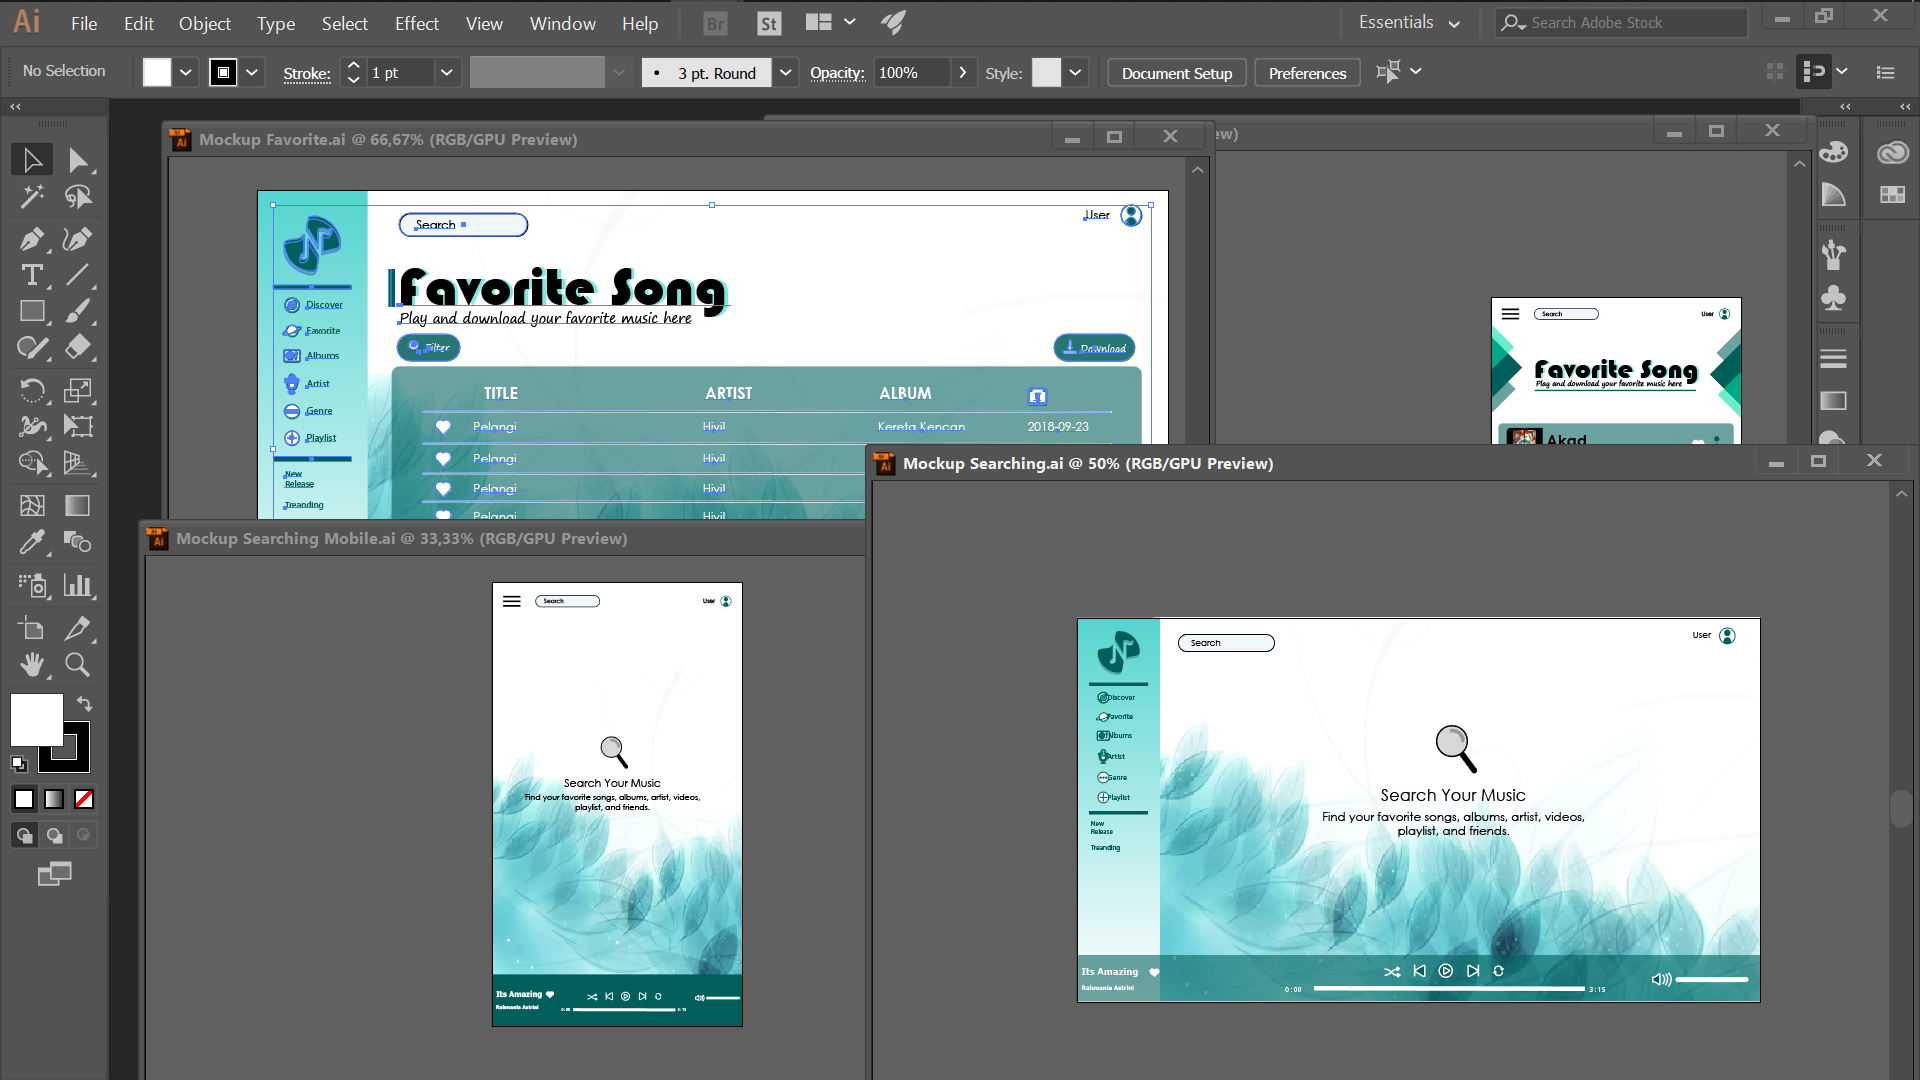 Ai File Edit Object Type Select Effect View Window Help Br St Essentials Search Adobe Stock
No Selection Stroke: 1 pt 3 pt. Round Opacity: 100% Style: Document Setup Preferences
Mockup Favorite.ai @ 66,67% (RGB/GPU Preview)
ew)
Search
User
Favorite Song
Play and download your favorite music here
Filter
Download
Discover
Favorite
Albums
Artist
Genre
Playlist
New
Release
Treanding
TITLE ARTIST ALBUM
Pelangi Hivi! Kereta Kencan 2018-09-23
Pelangi Hivi!
Pelangi Hivi!
Pelangi Hivi!
Search User
Favorite Song
Play and download your favorite music here
Akad
Mockup Searching Mobile.ai @ 33,33% (RGB/GPU Preview)
Search User
Search Your Music
Find your favorite songs, albums, artist, videos,
playlist, and friends.
Its Amazing
Rahmania Astrini
0:00 3:15
Mockup Searching.ai @ 50% (RGB/GPU Preview)
Search User
Discover
Favorite
Albums
Artist
Genre
Playlist
New
Release
Treanding
Search Your Music
Find your favorite songs, albums, artist, videos,
playlist, and friends.
Its Amazing
Rahmania Astrini
0:00 3:15